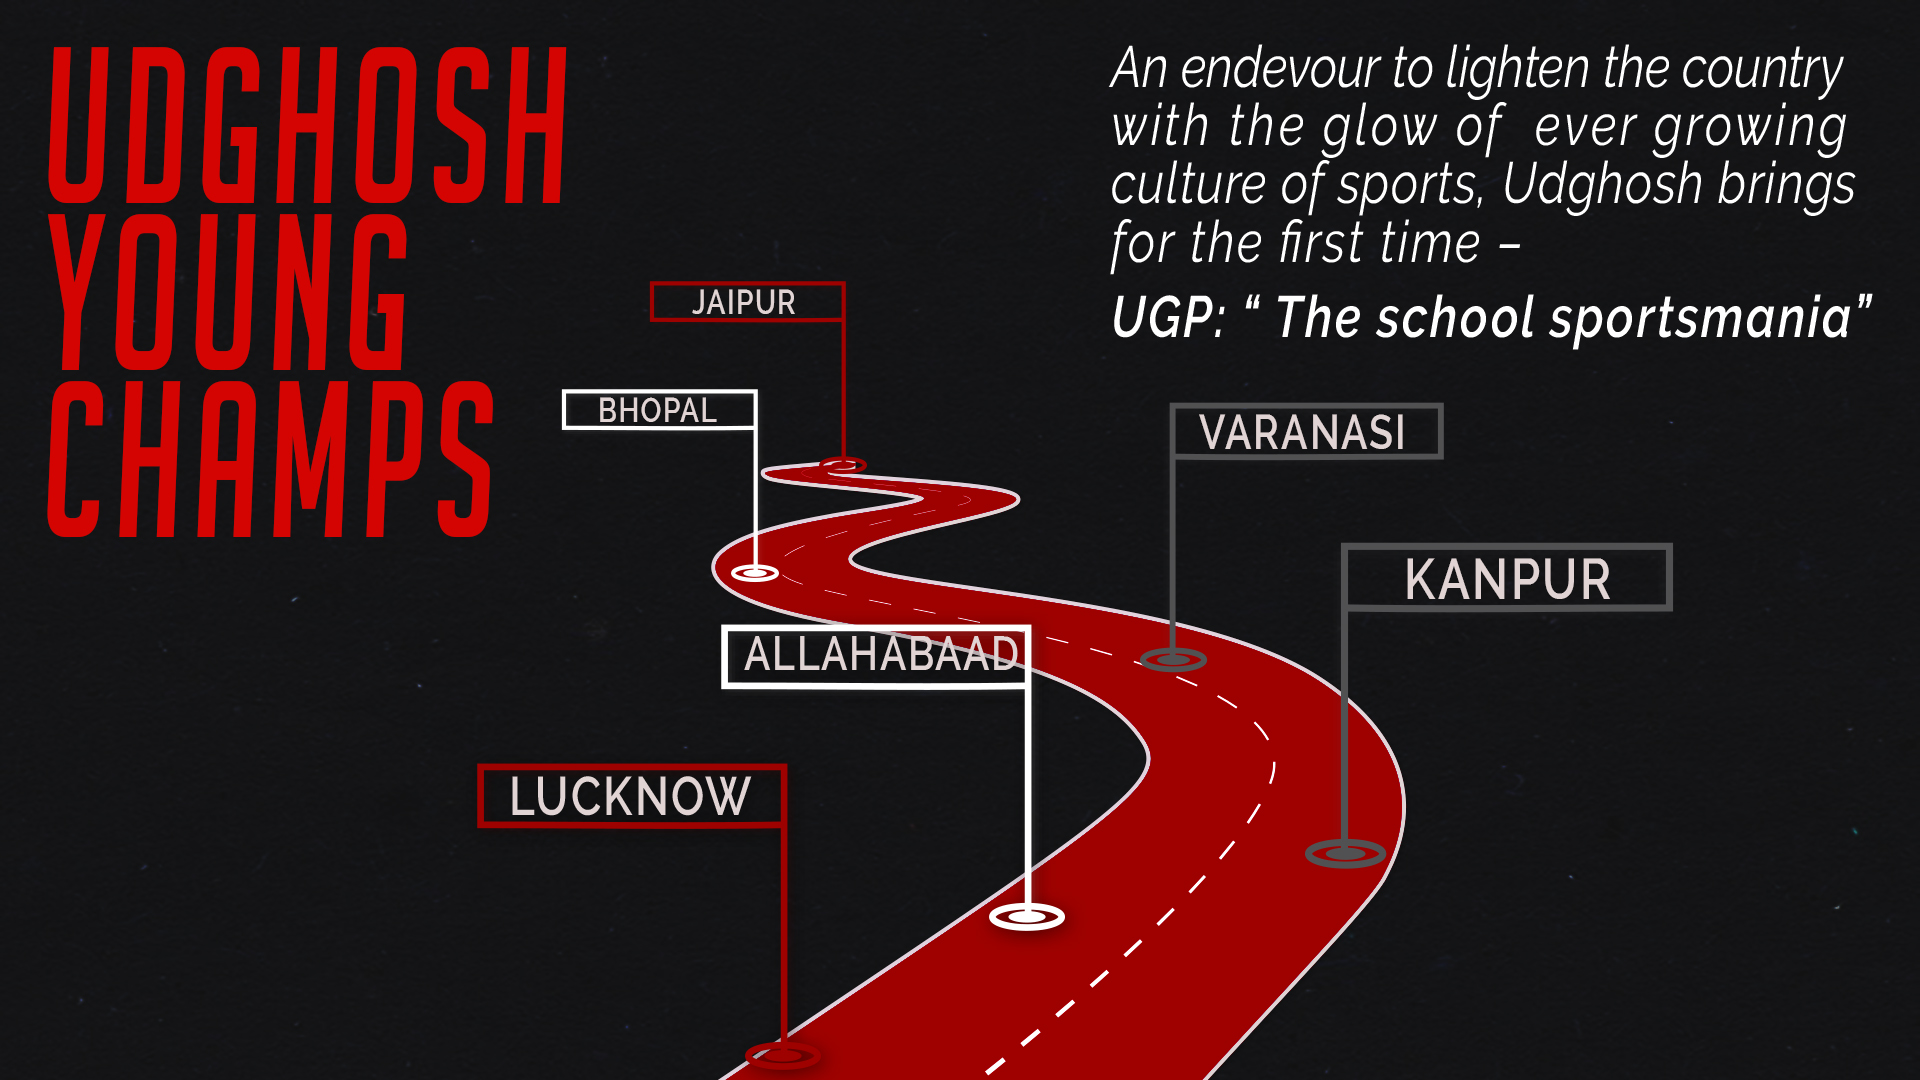 UDGHOSH
YOUNG
CHAMPS
An endevour to lighten the country
with the glow of ever growing
culture of sports, Udghosh brings
for the first time –
UGP: “ The school sportsmania”
JAIPUR
BHOPAL
VARANASI
KANPUR
ALLAHABAAD
LUCKNOW